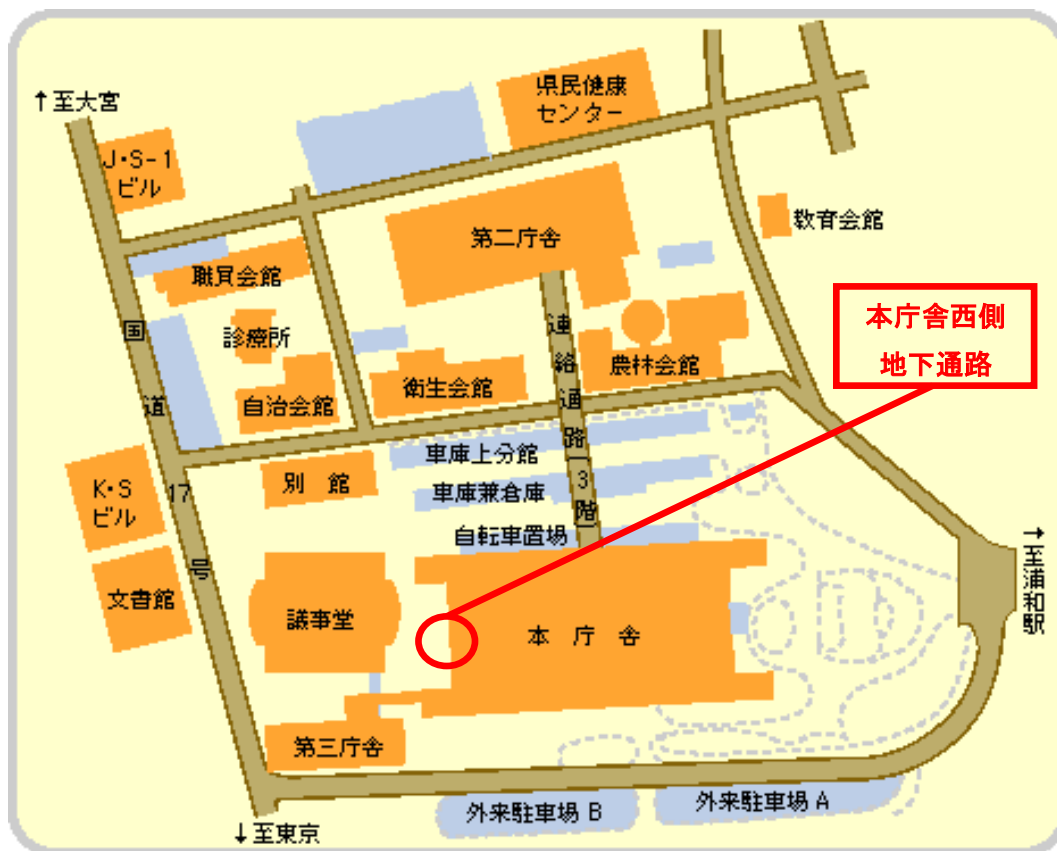 ↑至大宮
県民健康
センター
J・S-1
ビル
第二庁舎
教育会館
職員会館
本庁舎西側
地下通路
国道17号
診療所
連絡通路(3階)
農林会館
衛生会館
自治会館
車庫上分館
別 館
K・S
ビル
車庫兼倉庫
自転車置場
↑至浦和駅
文書館
議事堂
本 庁 舎
第三庁舎
外来駐車場 B
外来駐車場 A
↓至東京